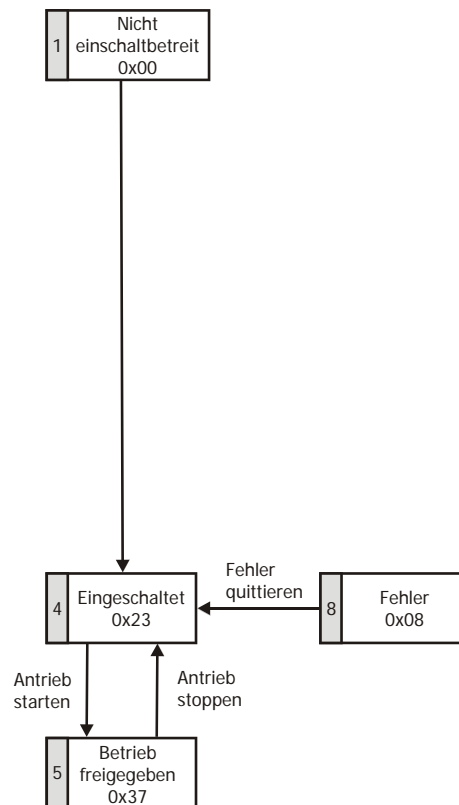 1
Nicht
einschaltbetreit
0x00
4
Eingeschaltet
0x23
Fehler
quittieren
8
Fehler
0x08
Antrieb
starten
Antrieb
stoppen
5
Betrieb
freigegeben
0x37